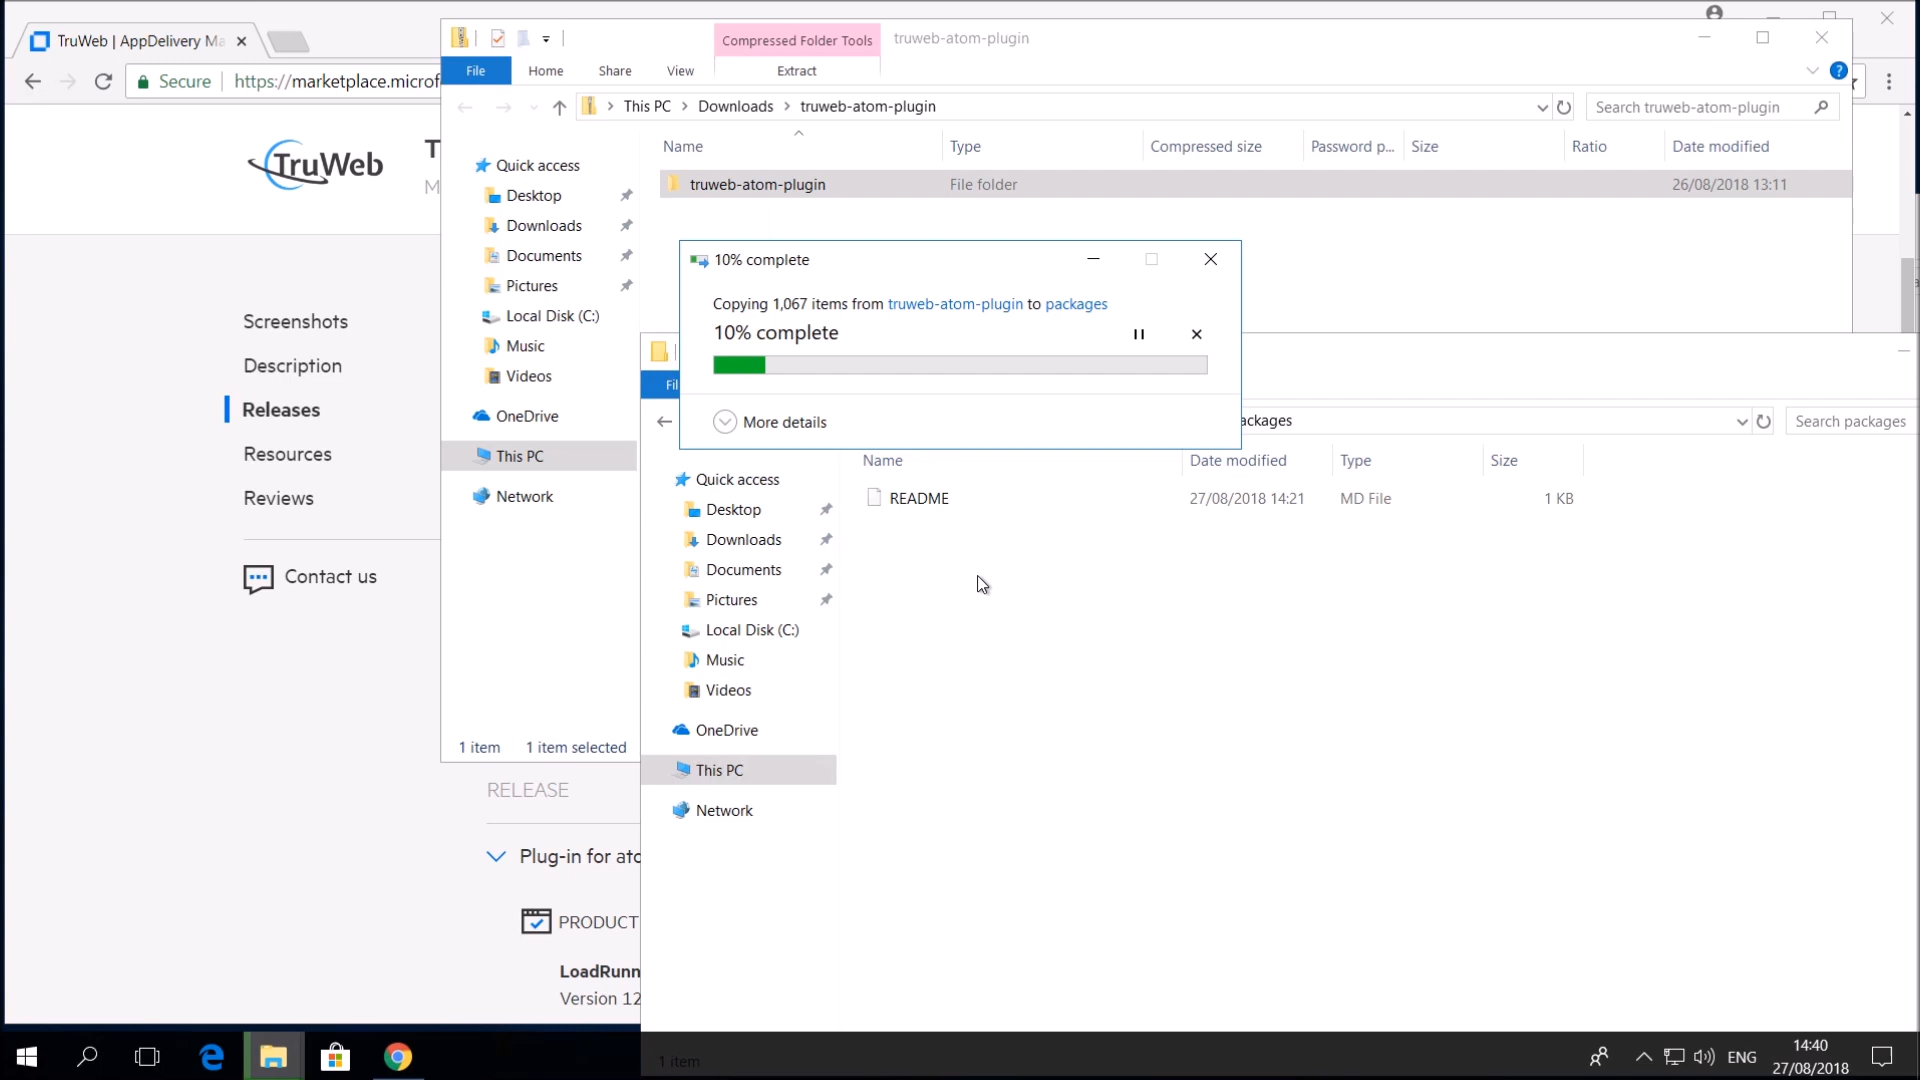 TruWeb | AppDelivery Ma
Compressed Folder Tools
truweb-atom-plugin
File
Home
Share
View
Extract
Secure
https://marketplace.microf
This PC
Downloads
truweb-atom-plugin
Search truweb-atom-plugin
Name
Type
Compressed size
Password p...
Size
Ratio
Date modified
truweb-atom-plugin
File folder
26/08/2018 13:11
TruWeb
Quick access
Desktop
Downloads
Documents
Pictures
Local Disk (C:)
Music
Videos
OneDrive
This PC
Network
1 item
1 item selected
10% complete
Copying 1,067 items from truweb-atom-plugin to packages
10% complete
More details
Screenshots
Description
Releases
Resources
Reviews
Contact us
Fil
ackages
Search packages
Name
Date modified
Type
Size
README
27/08/2018 14:21
MD File
1 KB
Quick access
Desktop
Downloads
Documents
Pictures
Local Disk (C:)
Music
Videos
OneDrive
This PC
Network
RELEASE
Plug-in for ato
PRODUCT
LoadRunn
Version 12
1 item
ENG
14:40
27/08/2018